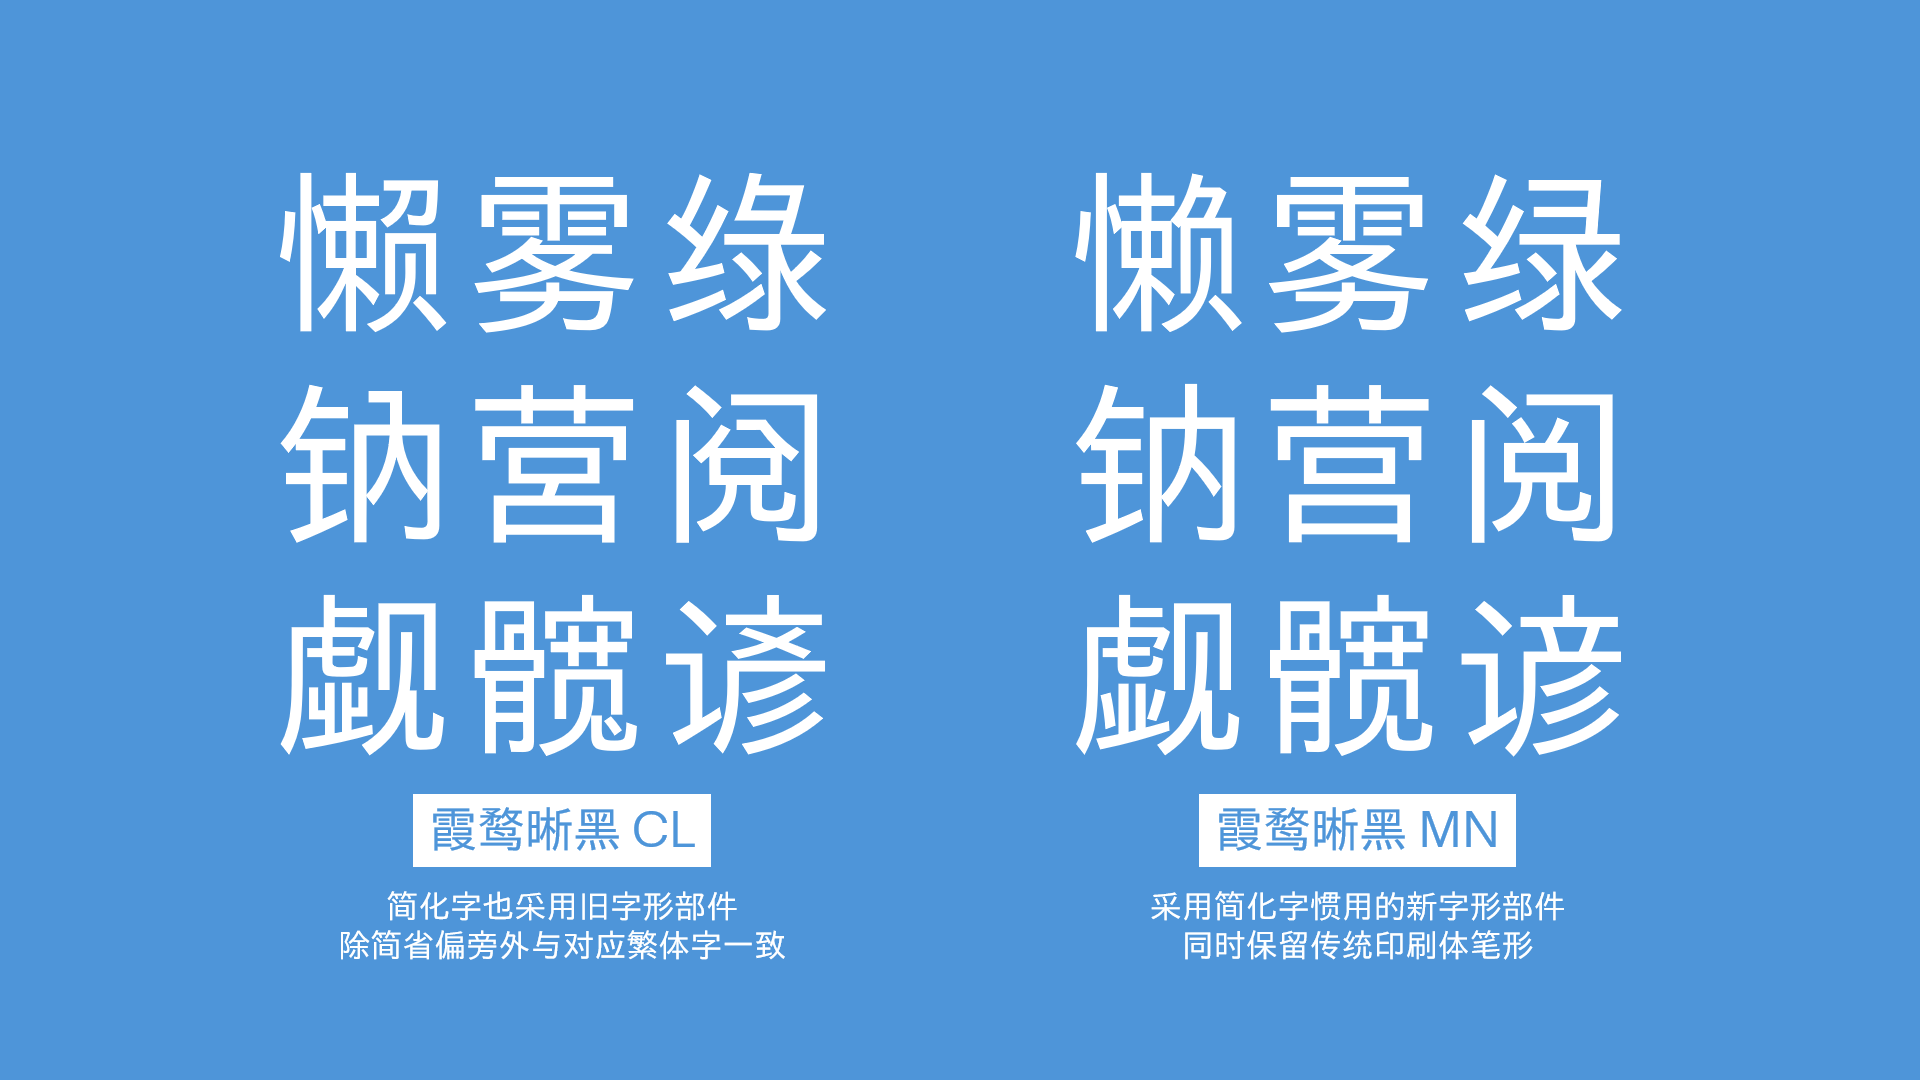 懒雾绿
钠营阅
觑髋谚
霞鹜晰黑 CL
简化字也采用旧字形部件
除简省偏旁外与对应繁体字一致
懒雾绿
钠营阅
觑髋谚
霞鹜晰黑 MN
采用简化字惯用的新字形部件
同时保留传统印刷体笔形